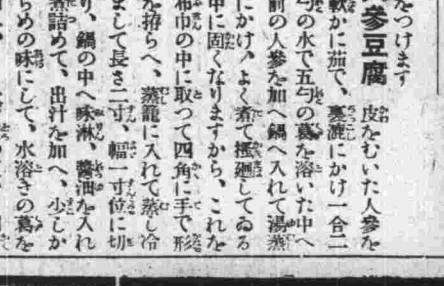 をつけます
參豆腐　皮をむいた人參を
軟かに茹で、裏漉にかけ一合二
勺の水で五匁の葛を溶いた中へ
前の人參を加へ鍋へ入れて湯蒸
にかけ、よく煮て攪廻してゐる
中に固くなりますから、これを
布巾の中に取つて四角に手で形
を拵らへ、蒸籠に入れて蒸し冷
まして長さ二寸、幅一寸位に切
り、鍋の中へ味淋、醬油を入れ
煮詰めて、出汁を加へ、少しか
らめの味にして、水溶きの葛を